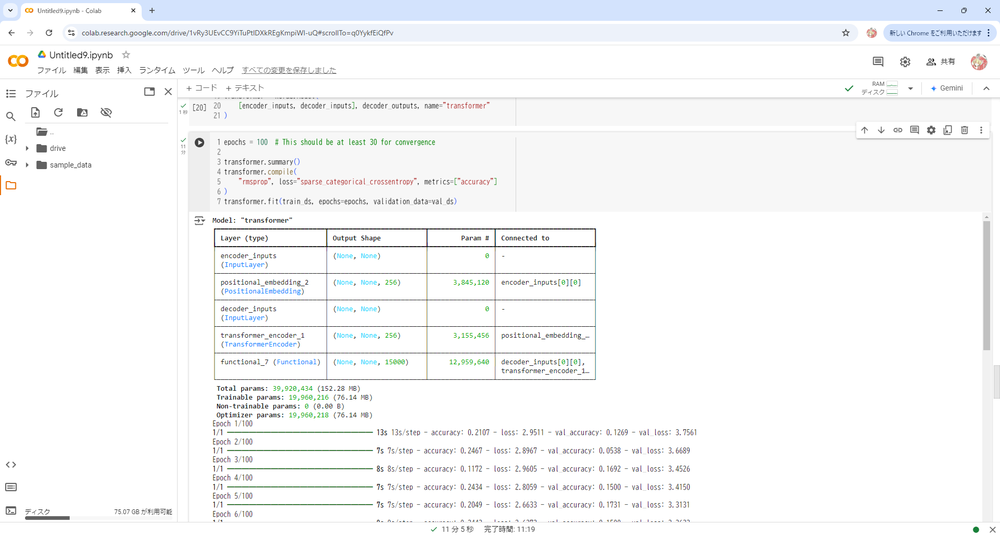 Untitled9.ipynb - Colab
colab.research.google.com/drive/1vRy3UEvCC9YiTuPtIDXkREgKmpiWI-uQ#scrollTo=q0YykfEiQfPv
新しい Chrome をご利用いただけます
Untitled9.ipynb
ファイル 編集 表示 挿入 ランタイム ツール ヘルプ すべての変更を保存しました
共有
ファイル
+ コード + テキスト
RAM
ディスク
Gemini
..
drive
sample_data
1 秒
[20]
20 [encoder_inputs, decoder_inputs], decoder_outputs, name="transformer"
21 )
11
分
1 epochs = 100 # This should be at least 30 for convergence
2
3 transformer.summary()
4 transformer.compile(
5 "rmsprop", loss="sparse_categorical_crossentropy", metrics=["accuracy"]
6 )
7 transformer.fit(train_ds, epochs=epochs, validation_data=val_ds)
Model: "transformer"
Layer (type) Output Shape Param # Connected to
encoder_inputs (None, None) 0 -
(InputLayer)
positional_embedding_2 (None, None, 256) 3,845,120 encoder_inputs[0][0]
(PositionalEmbedding)
decoder_inputs (None, None) 0 -
(InputLayer)
transformer_encoder_1 (None, None, 256) 3,155,456 positional_embedding_…
(TransformerEncoder)
functional_7 (Functional) (None, None, 15000) 12,959,640 decoder_inputs[0][0],
transformer_encoder_1…
Total params: 39,920,434 (152.28 MB)
Trainable params: 19,960,216 (76.14 MB)
Non-trainable params: 0 (0.00 B)
Optimizer params: 19,960,218 (76.14 MB)
Epoch 1/100
1/1 13s 13s/step - accuracy: 0.2107 - loss: 2.9511 - val_accuracy: 0.1269 - val_loss: 3.7561
Epoch 2/100
1/1 7s 7s/step - accuracy: 0.2467 - loss: 2.8967 - val_accuracy: 0.0538 - val_loss: 3.6689
Epoch 3/100
1/1 8s 8s/step - accuracy: 0.1172 - loss: 2.9605 - val_accuracy: 0.1692 - val_loss: 3.4526
Epoch 4/100
1/1 7s 7s/step - accuracy: 0.2434 - loss: 2.8059 - val_accuracy: 0.1500 - val_loss: 3.4150
Epoch 5/100
1/1 7s 7s/step - accuracy: 0.2049 - loss: 2.6633 - val_accuracy: 0.1731 - val_loss: 3.3131
Epoch 6/100
ディスク 75.07 GB が利用可能
11 分 5 秒 完了時間: 11:19